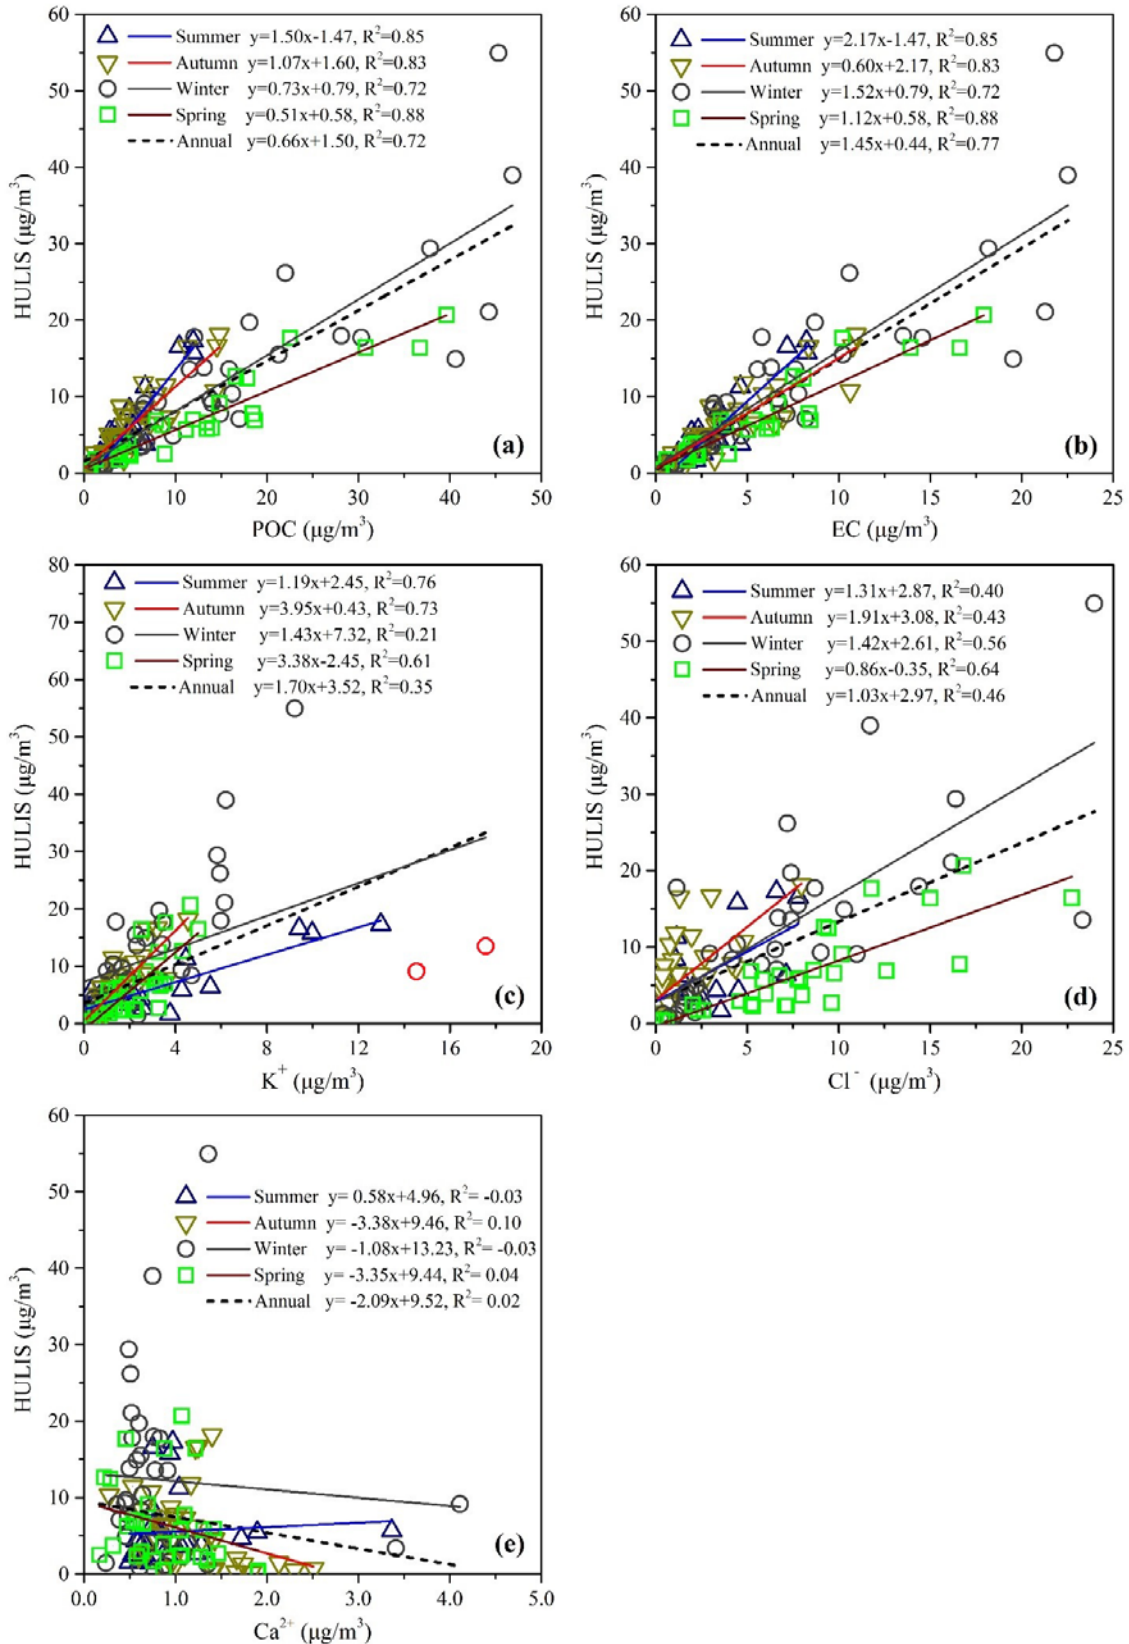 60
50
40
30
20
10
0
HULIS (μg/m³)
Summer y=1.50x-1.47, R²=0.85
Autumn y=1.07x+1.60, R²=0.83
Winter y=0.73x+0.79, R²=0.72
Spring y=0.51x+0.58, R²=0.88
Annual y=0.66x+1.50, R²=0.72
(a)
0 10 20 30 40 50
POC (μg/m³)
60
50
40
30
20
10
0
HULIS (μg/m³)
Summer y=2.17x-1.47, R²=0.85
Autumn y=0.60x+2.17, R²=0.83
Winter y=1.52x+0.79, R²=0.72
Spring y=1.12x+0.58, R²=0.88
Annual y=1.45x+0.44, R²=0.77
(b)
0 5 10 15 20 25
EC (μg/m³)
80
70
60
50
40
30
20
10
0
HULIS (μg/m³)
Summer y=1.19x+2.45, R²=0.76
Autumn y=3.95x+0.43, R²=0.73
Winter y=1.43x+7.32, R²=0.21
Spring y=3.38x-2.45, R²=0.61
Annual y=1.70x+3.52, R²=0.35
(c)
0 4 8 12 16 20
K⁺ (μg/m³)
60
50
40
30
20
10
0
HULIS (μg/m³)
Summer y=1.31x+2.87, R²=0.40
Autumn y=1.91x+3.08, R²=0.43
Winter y=1.42x+2.61, R²=0.56
Spring y=0.86x-0.35, R²=0.64
Annual y=1.03x+2.97, R²=0.46
(d)
0 5 10 15 20 25
Cl⁻ (μg/m³)
60
50
40
30
20
10
0
HULIS (μg/m³)
Summer y= 0.58x+4.96, R²= -0.03
Autumn y= -3.38x+9.46, R²= 0.10
Winter y= -1.08x+13.23, R²= -0.03
Spring y= -3.35x+9.44, R²= 0.04
Annual y= -2.09x+9.52, R²= 0.02
(e)
0.0 1.0 2.0 3.0 4.0 5.0
Ca²⁺ (μg/m³)